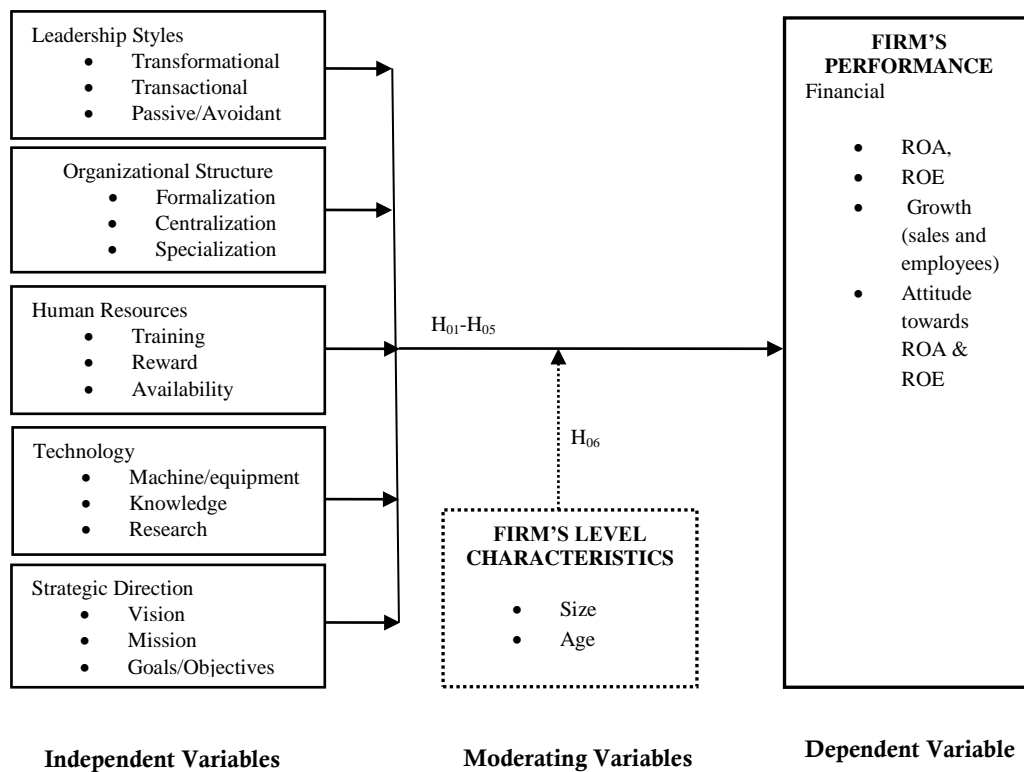 Leadership Styles
• Transformational
• Transactional
• Passive/Avoidant
Organizational Structure
• Formalization
• Centralization
• Specialization
Human Resources
• Training
• Reward
• Availability
Technology
• Machine/equipment
• Knowledge
• Research
Strategic Direction
• Vision
• Mission
• Goals/Objectives
Independent Variables
H01-H05
H06
FIRM'S LEVEL
CHARACTERISTICS
• Size
• Age
Moderating Variables
FIRM'S
PERFORMANCE
Financial
• ROA,
• ROE
• Growth
(sales and
employees)
• Attitude
towards
ROA &
ROE
Dependent Variable